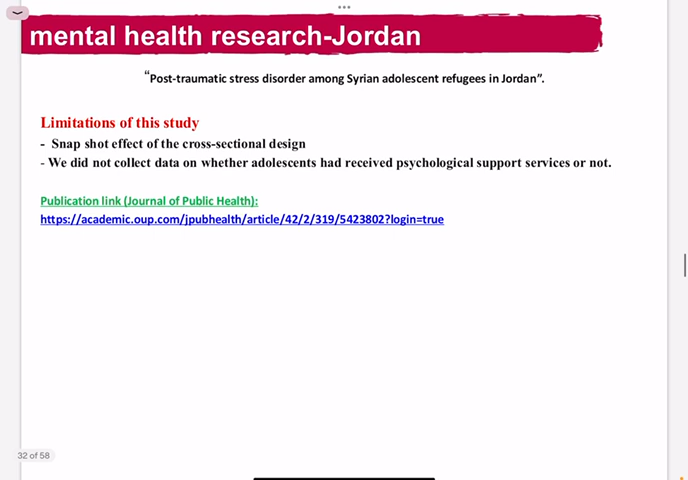 mental health research-Jordan
“Post-traumatic stress disorder among Syrian adolescent refugees in Jordan”.
Limitations of this study
- Snap shot effect of the cross-sectional design
- We did not collect data on whether adolescents had received psychological support services or not.
Publication link (Journal of Public Health):
https://academic.oup.com/jpubhealth/article/42/2/319/5423802?login=true
32 of 58